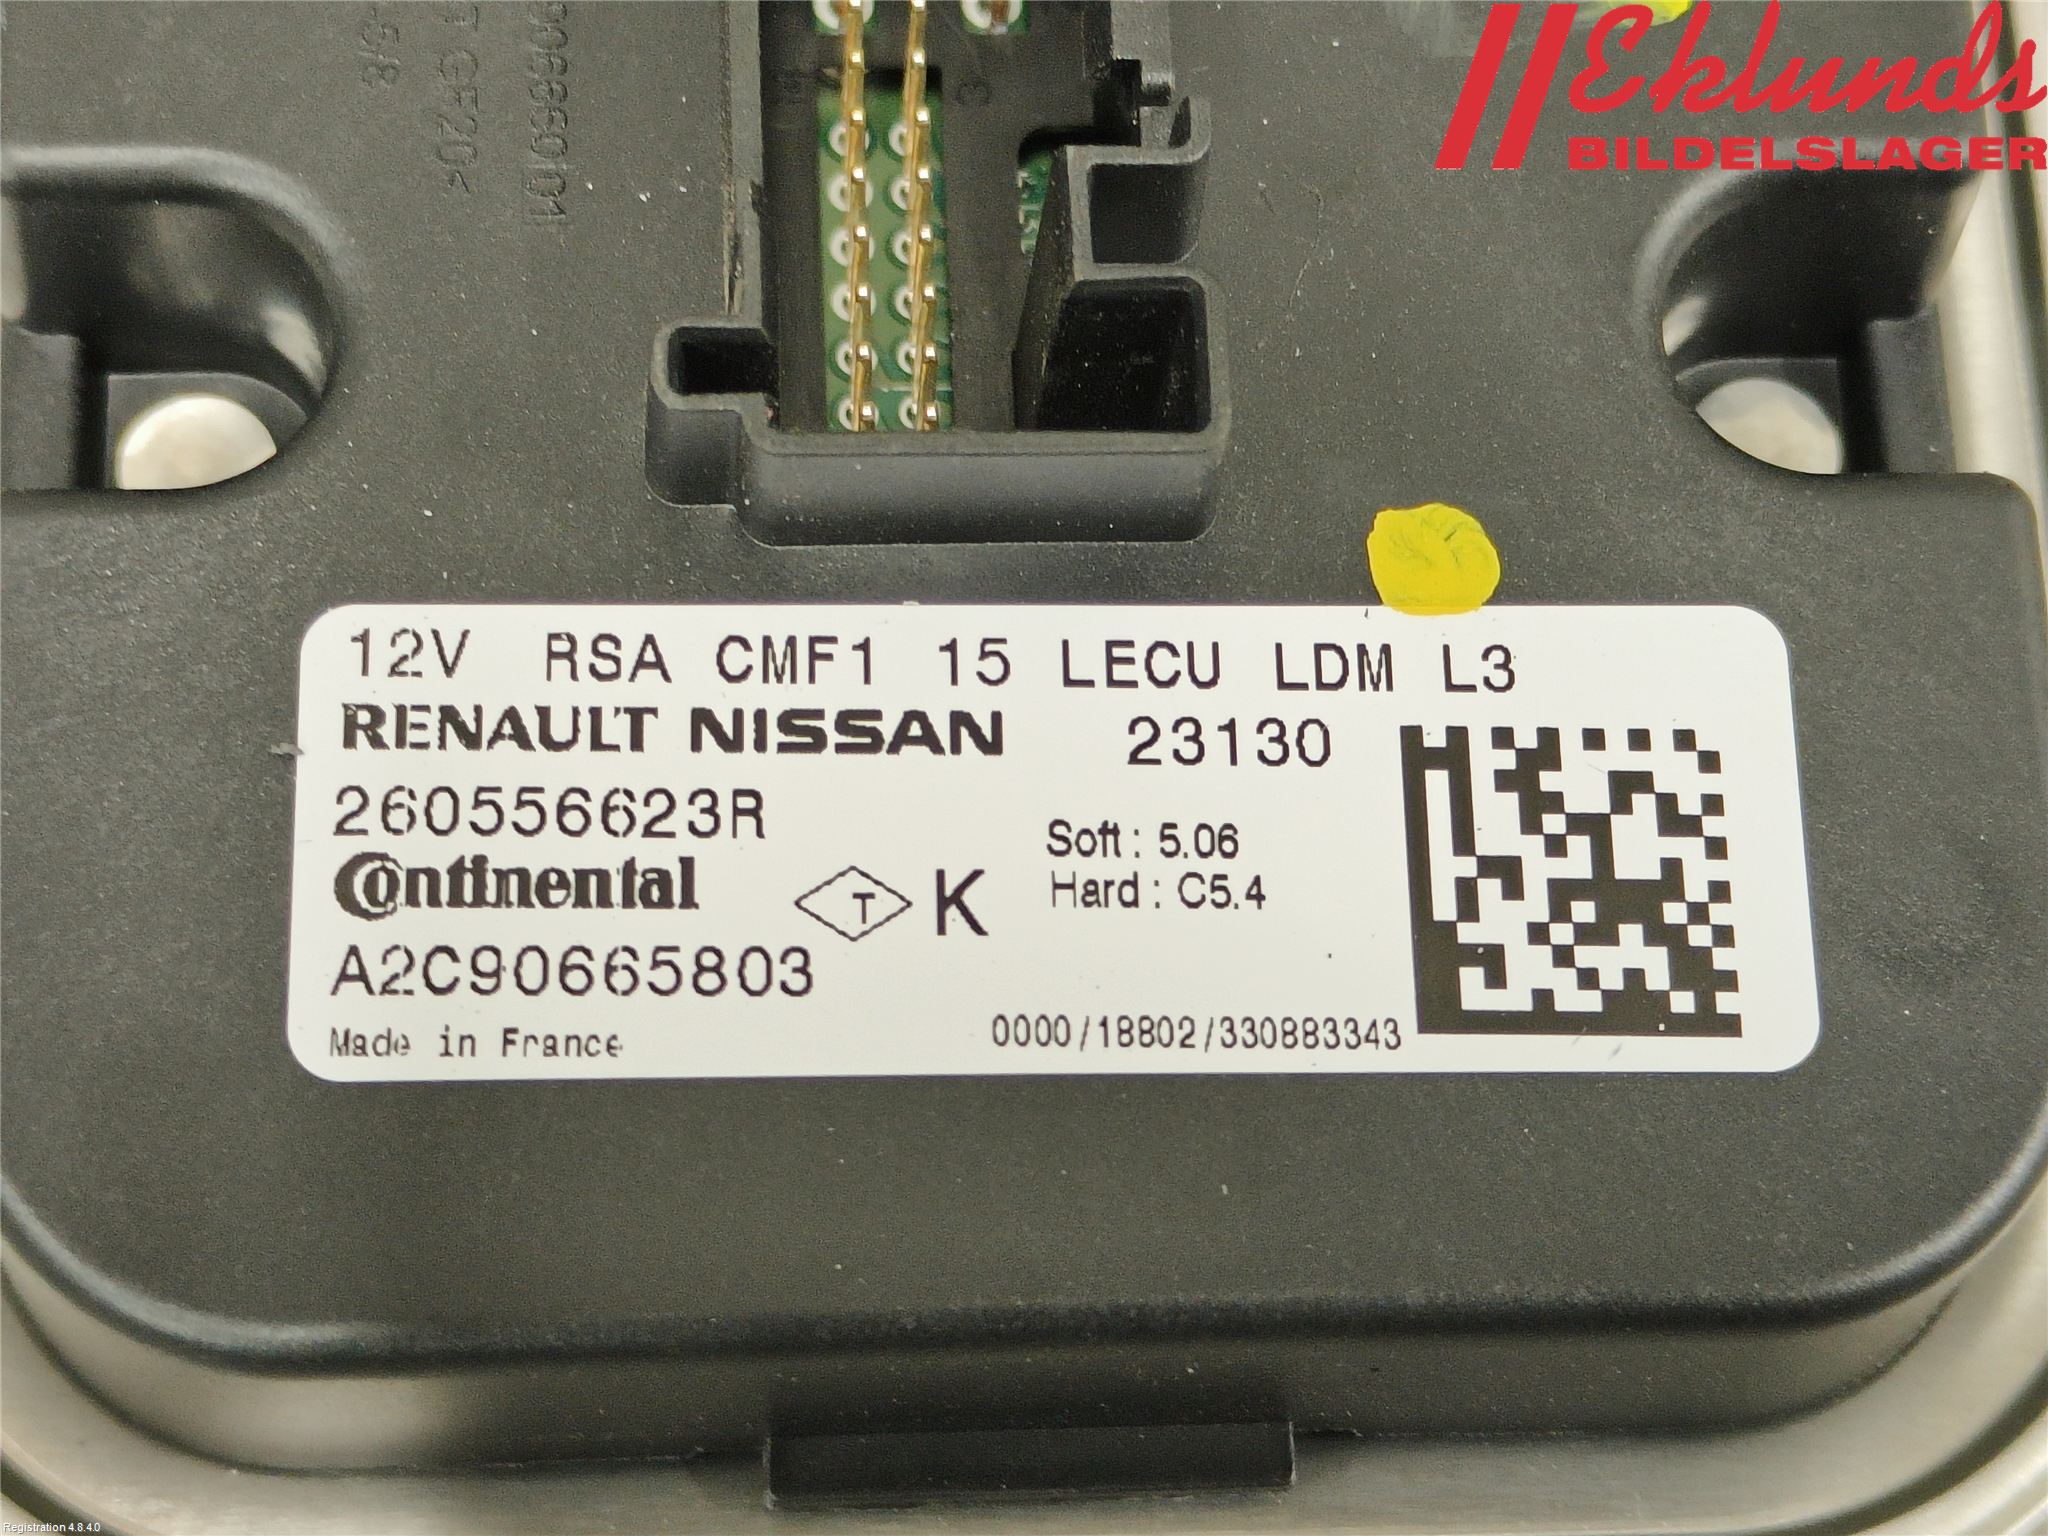 Eklunds
BILDELSLAGER
12V RSA CMF1 15 LECU LDM L3
RENAULT NISSAN 23130
260556623R
Soft : 5.06
Continental T K Hard : C5.4
A2C90665803
Made in France 0000/18802/330883343
Registration 4.8.4.0